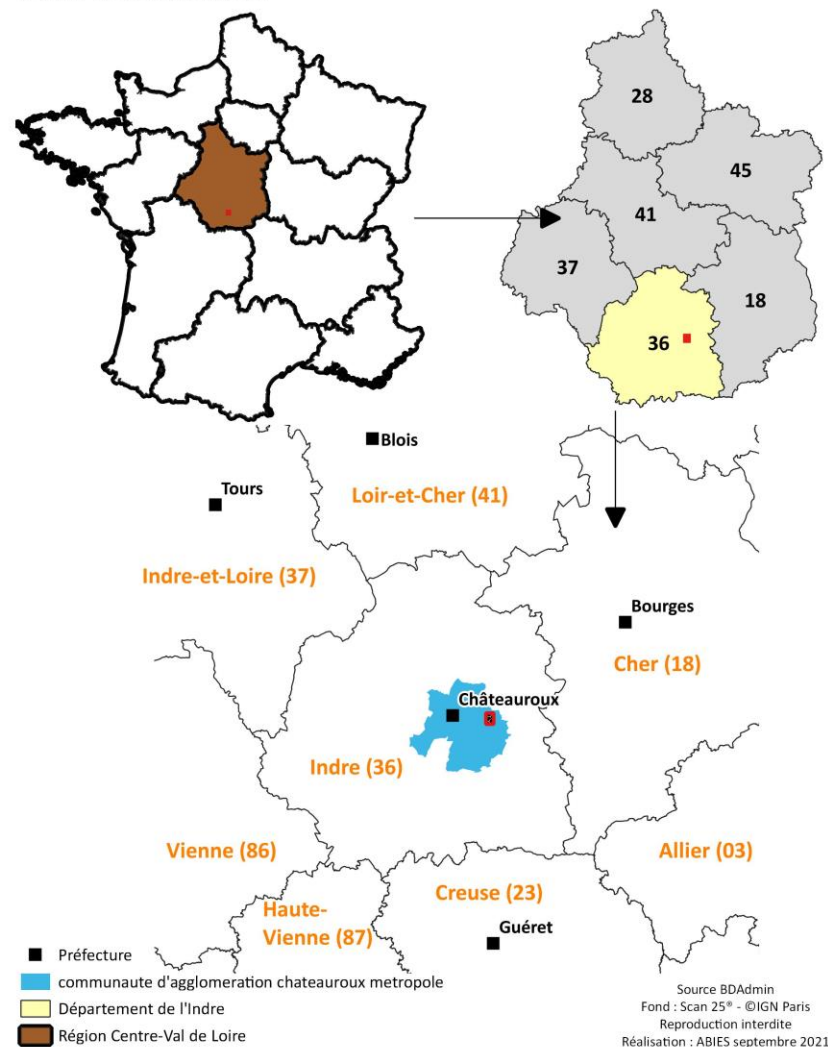 28
45
41
37
18
36
Blois
Tours
Loir-et-Cher (41)
Indre-et-Loire (37)
Bourges
Cher (18)
Châteauroux
Indre (36)
Vienne (86)
Allier (03)
Creuse (23)
Haute-
Vienne (87)
Guéret
Préfecture
communauté d'agglomération chateauroux metropole
Département de l'Indre
Région Centre-Val de Loire
Source BDAdmin
Fond : Scan 25® - ©IGN Paris
Reproduction interdite
Réalisation : ABIES septembre 2021